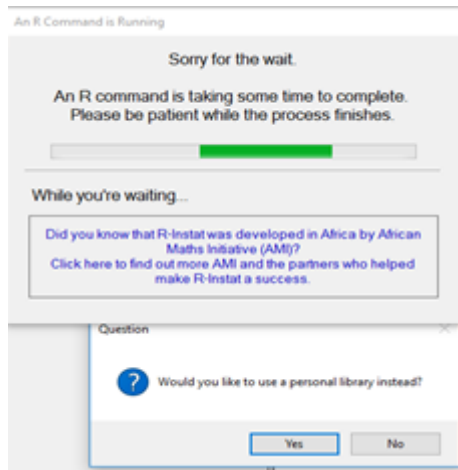 An R Command is Running
Sorry for the wait.
An R command is taking some time to complete.
Please be patient while the process finishes.
While you're waiting...
Did you know that R-Instat was developed in Africa by African
Maths Initiative (AMI)?
Click here to find out more AMI and the partners who helped
make R-Instat a success.
Question
Would you like to use a personal library instead?
Yes
No